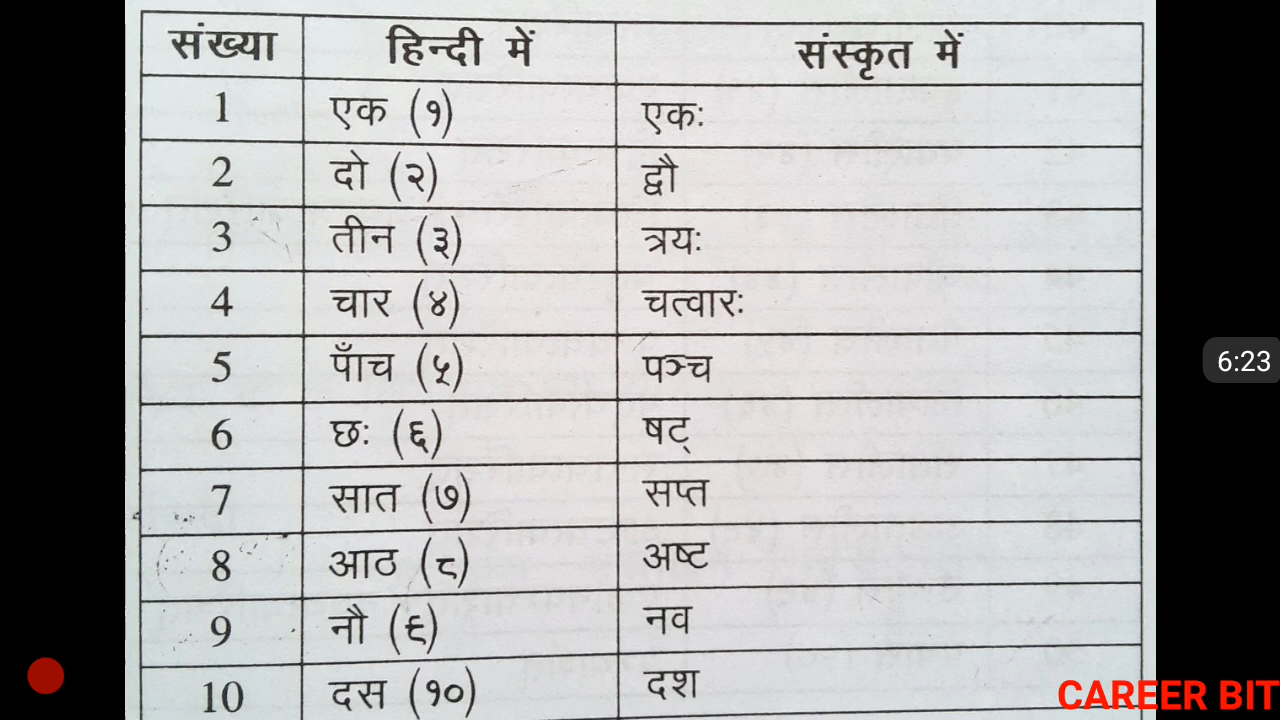 संख्या हिन्दी में संस्कृत में
1 एक (१) एकः
2 दो (२) द्वौ
3 तीन (३) त्रयः
4 चार (४) चत्वारः
5 पाँच (५) पञ्च
6 छः (६) षट्
7 सात (७) सप्त
8 आठ (८) अष्ट
9 नौ (९) नव
10 दस (१०) दश
6:23
CAREER BIT